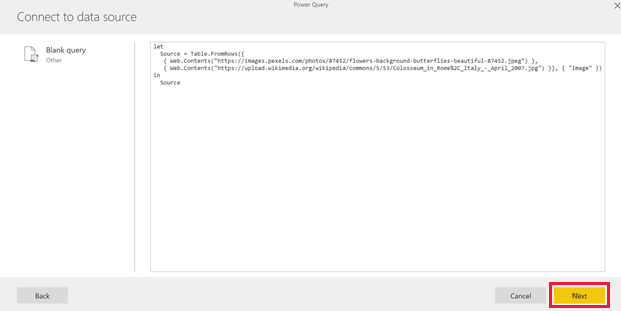 Power Query
Connect to data source
Blank query
Other
let
Source = Table.FromRows({
{ Web.Contents("https://images.pexels.com/photos/87452/flowers-background-butterflies-beautiful-87452.jpeg") },
{ Web.Contents("https://upload.wikimedia.org/wikipedia/commons/5/53/Colosseum_in_Rome%2C_Italy_-_April_2007.jpg") }}, { "Image" })
in
Source
Back
Cancel
Next